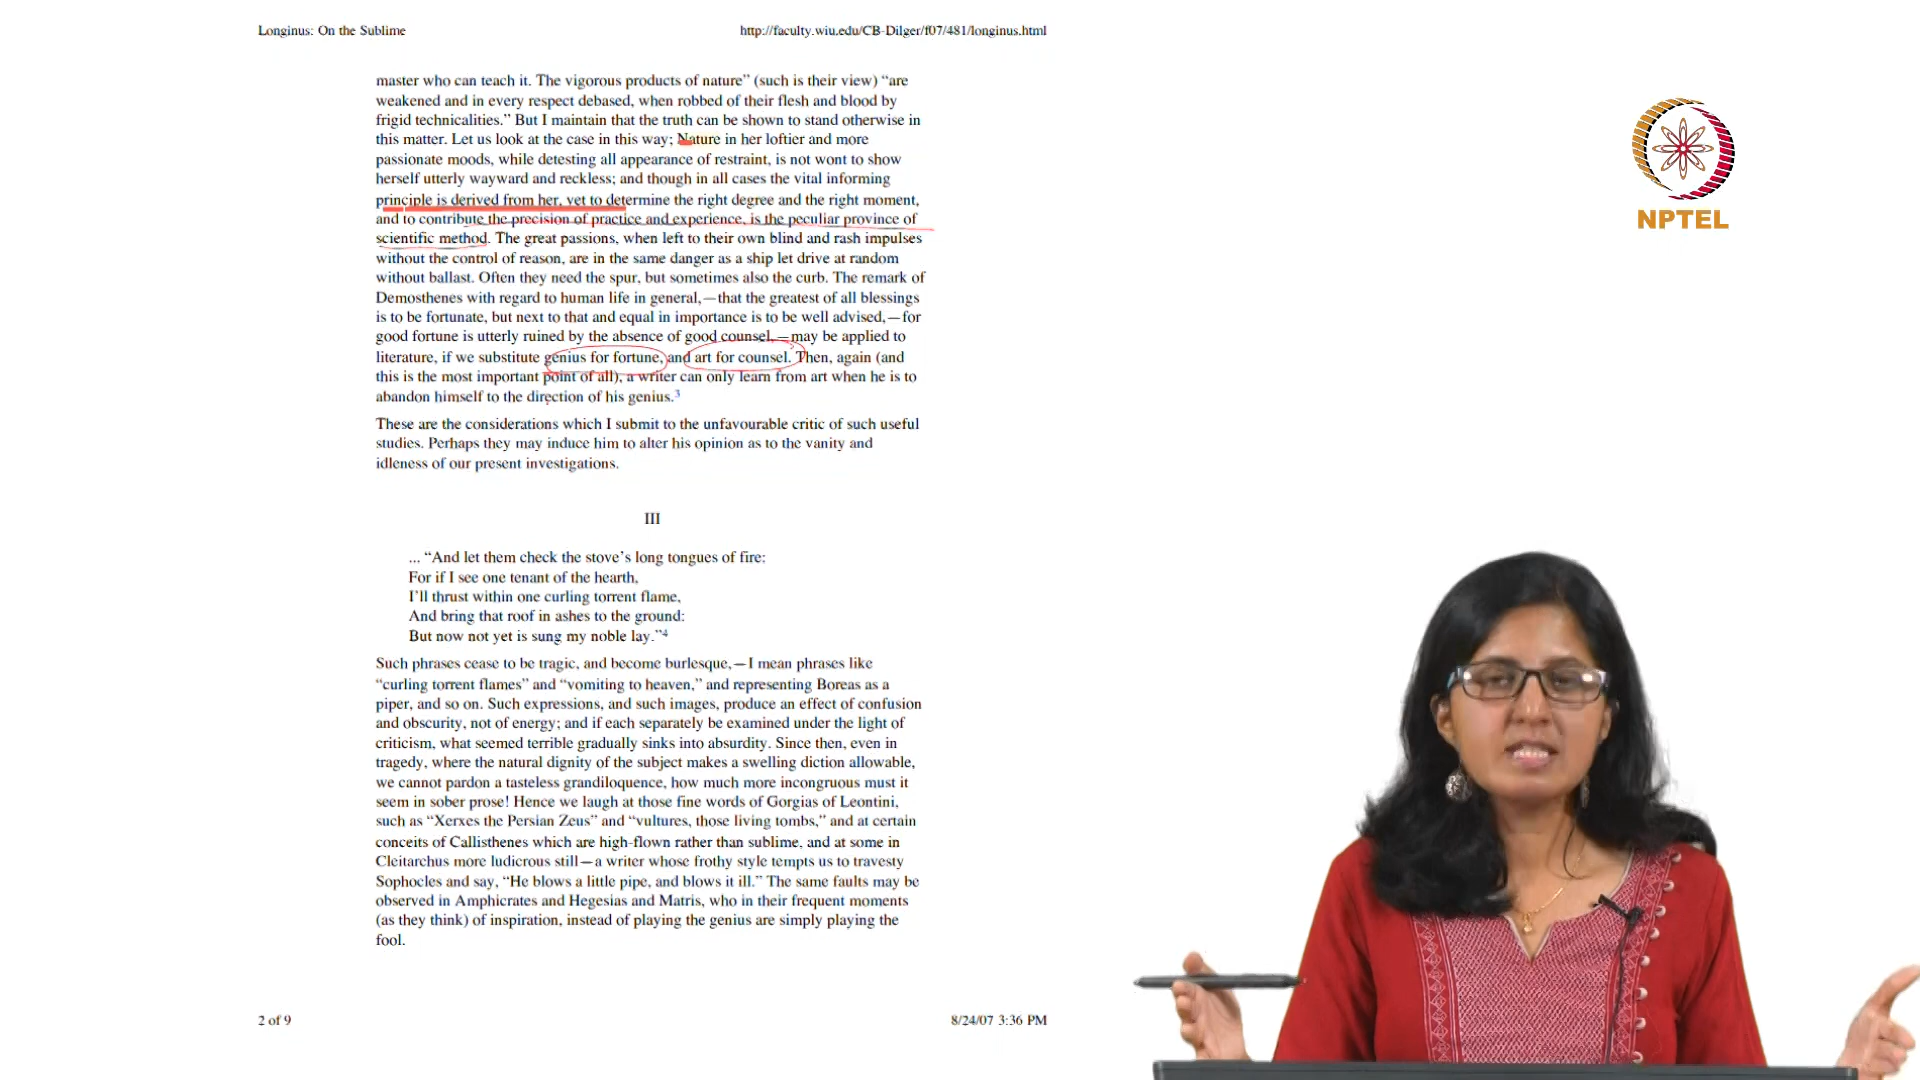 Longinus: On the Sublime
http://faculty.wiu.edu/CB-Dilger/f07/481/longinus.html
master who can teach it. The vigorous products of nature” (such is their view) “are
weakened and in every respect debased, when robbed of their flesh and blood by
frigid technicalities.” But I maintain that the truth can be shown to stand otherwise in
this matter. Let us look at the case in this way; Nature in her loftier and more
passionate moods, while detesting all appearance of restraint, is not wont to show
herself utterly wayward and reckless; and though in all cases the vital informing
principle is derived from her, yet to determine the right degree and the right moment,
and to contribute the precision of practice and experience, is the peculiar province of
scientific method. The great passions, when left to their own blind and rash impulses
without the control of reason, are in the same danger as a ship let drive at random
without ballast. Often they need the spur, but sometimes also the curb. The remark of
Demosthenes with regard to human life in general,—that the greatest of all blessings
is to be fortunate, but next to that and equal in importance is to be well advised,—for
good fortune is utterly ruined by the absence of good counsel,—may be applied to
literature, if we substitute genius for fortune, and art for counsel. Then, again (and
this is the most important point of all), a writer can only learn from art when he is to
abandon himself to the direction of his genius.3
These are the considerations which I submit to the unfavourable critic of such useful
studies. Perhaps they may induce him to alter his opinion as to the vanity and
idleness of our present investigations.
III
... “And let them check the stove’s long tongues of fire:
For if I see one tenant of the hearth,
I’ll thrust within one curling torrent flame,
And bring that roof in ashes to the ground:
But now not yet is sung my noble lay.”4
Such phrases cease to be tragic, and become burlesque,—I mean phrases like
“curling torrent flames” and “vomiting to heaven,” and representing Boreas as a
piper, and so on. Such expressions, and such images, produce an effect of confusion
and obscurity, not of energy; and if each separately be examined under the light of
criticism, what seemed terrible gradually sinks into absurdity. Since then, even in
tragedy, where the natural dignity of the subject makes a swelling diction allowable,
we cannot pardon a tasteless grandiloquence, how much more incongruous must it
seem in sober prose! Hence we laugh at those fine words of Gorgias of Leontini,
such as “Xerxes the Persian Zeus” and “vultures, those living tombs,” and at certain
conceits of Callisthenes which are high-flown rather than sublime, and at some in
Cleitarchus more ludicrous still—a writer whose frothy style tempts us to travesty
Sophocles and say, “He blows a little pipe, and blows it ill.” The same faults may be
observed in Amphicrates and Hegesias and Matris, who in their frequent moments
(as they think) of inspiration, instead of playing the genius are simply playing the
fool.
2 of 9
8/24/07 3:36 PM
NPTEL